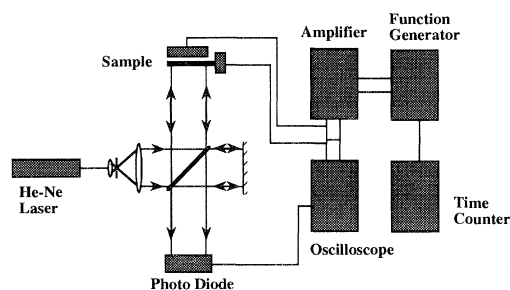 Amplifier
Function
Generator
Sample
He-Ne
Laser
Time
Counter
Oscilloscope
Photo Diode